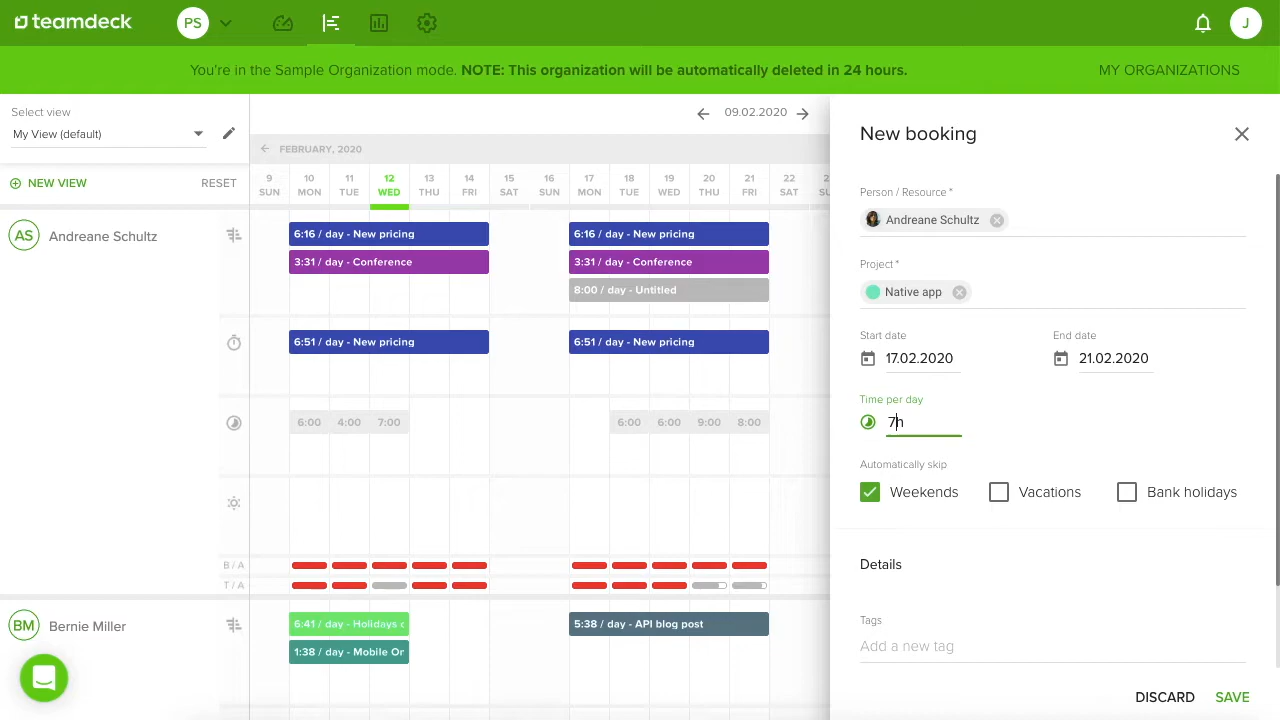 teamdeck
PS
J
You're in the Sample Organization mode. NOTE: This organization will be automatically deleted in 24 hours.
MY ORGANIZATIONS
Select view
My View (default)
NEW VIEW
RESET
09.02.2020
FEBRUARY, 2020
9 10 11 12 13 14 15 16 17 18 19 20 21 22 2
SUN MON TUE WED THU FRI SAT SUN MON TUE WED THU FRI SAT SU
AS
Andreane Schultz
6:16 / day - New pricing
6:16 / day - New pricing
3:31 / day - Conference
3:31 / day - Conference
8:00 / day - Untitled
6:51 / day - New pricing
6:51 / day - New pricing
6:00 4:00 7:00
6:00 6:00 9:00 8:00
B / A
T / A
BM
Bernie Miller
6:41 / day - Holidays c
5:38 / day - API blog post
1:38 / day - Mobile Or
New booking
Person / Resource *
Andreane Schultz
Project *
Native app
Start date
End date
17.02.2020
21.02.2020
Time per day
7h
Automatically skip
Weekends
Vacations
Bank holidays
Details
Tags
Add a new tag
DISCARD
SAVE